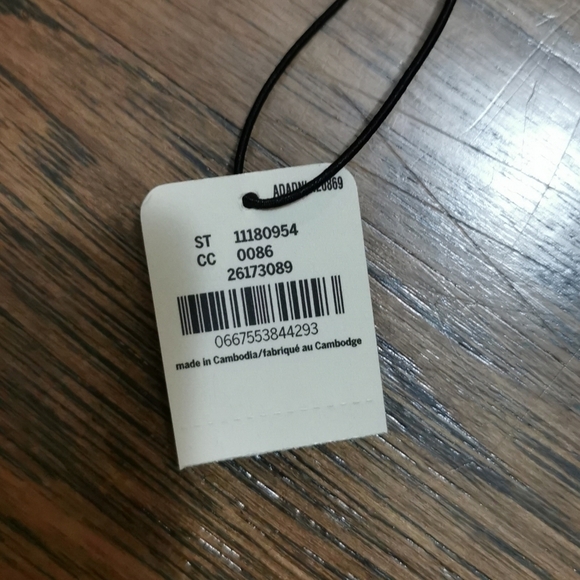 ST 11180954
CC 0086
26173089
0667553844293
made in Cambodia/fabriqué au Cambodge